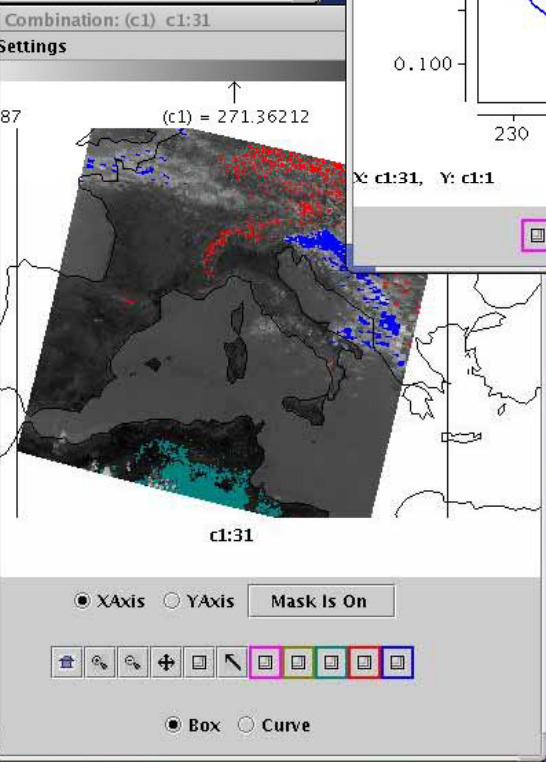 Combination: (c1) c1:31
Settings
87
(c1) = 271.36212
0.100
230
X: c1:31, Y: c1:1
c1:31
XAxis YAxis Mask Is On
Box Curve